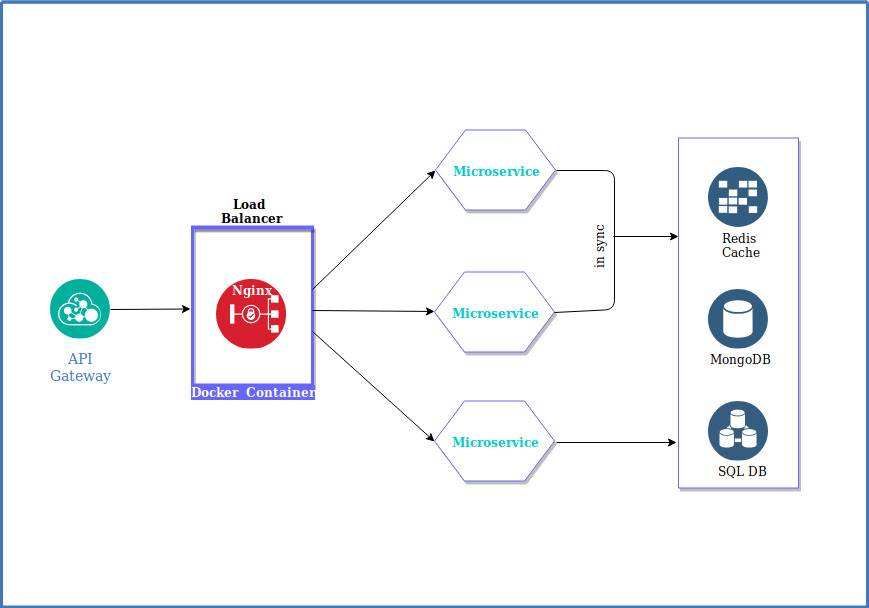 API
Gateway
Load
Balancer
Nginx
Docker Container
Microservice
Microservice
Microservice
in sync
Redis
Cache
MongoDB
SQL DB